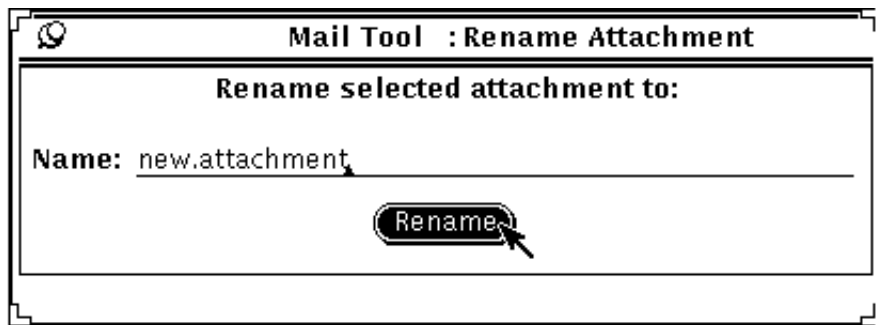 Mail Tool : Rename Attachment
Rename selected attachment to:
Name: new.attachment
Rename